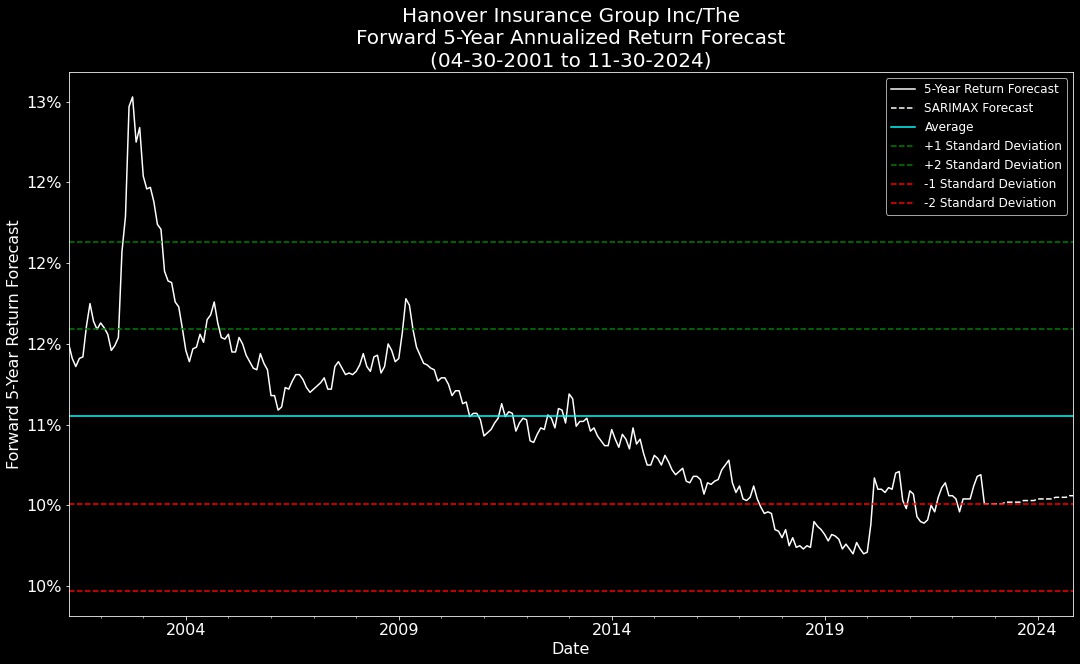 Hanover Insurance Group Inc/The
Forward 5-Year Annualized Return Forecast
(04-30-2001 to 11-30-2024)
5-Year Return Forecast
SARIMAX Forecast
Average
+1 Standard Deviation
+2 Standard Deviation
-1 Standard Deviation
-2 Standard Deviation
Forward 5-Year Return Forecast
13%
12%
12%
12%
11%
10%
10%
2004
2009
2014
2019
2024
Date